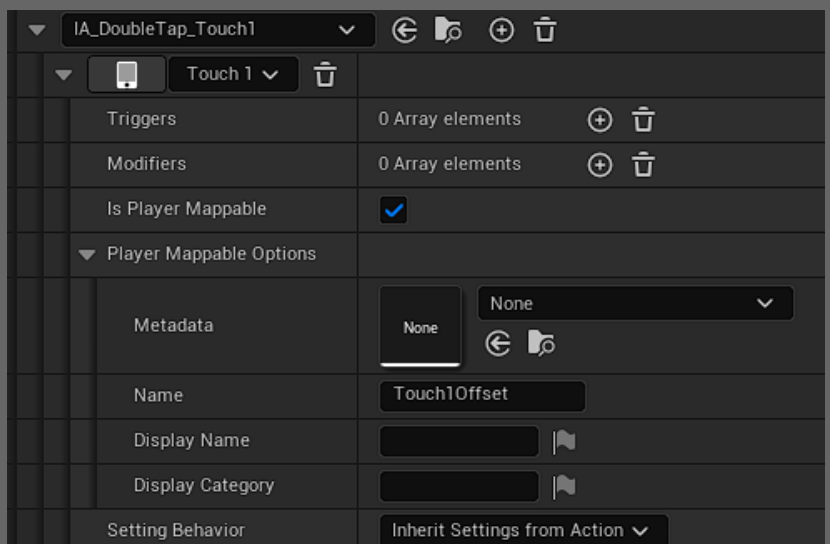 IA_DoubleTap_Touch1
Touch 1
Triggers 0 Array elements
Modifiers 0 Array elements
Is Player Mappable
Player Mappable Options
None
Metadata None
Name Touch1Offset
Display Name
Display Category
Setting Behavior Inherit Settings from Action